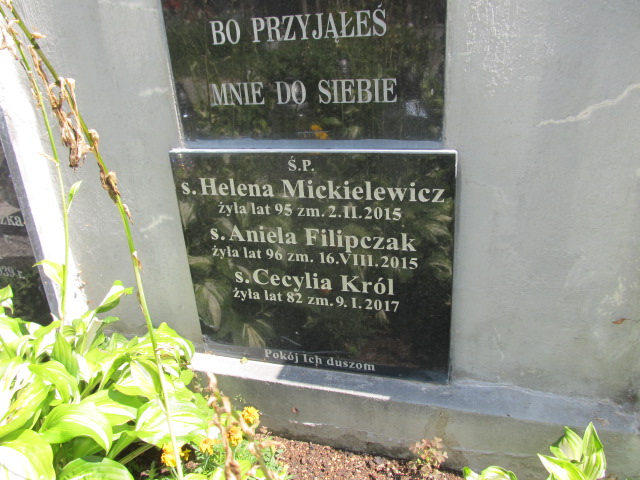 BO PRZYJĄŁEŚ
MNIE DO SIEBIE
Ś.P.
s.Helena Mickielewicz
żyła lat 95 zm. 2.II.2015
s.Aniela Filipczak
żyła lat 96 zm. 16.VIII.2015
s.Cecylia Król
żyła lat 82 zm. 9.I.2017
Pokój Ich duszom